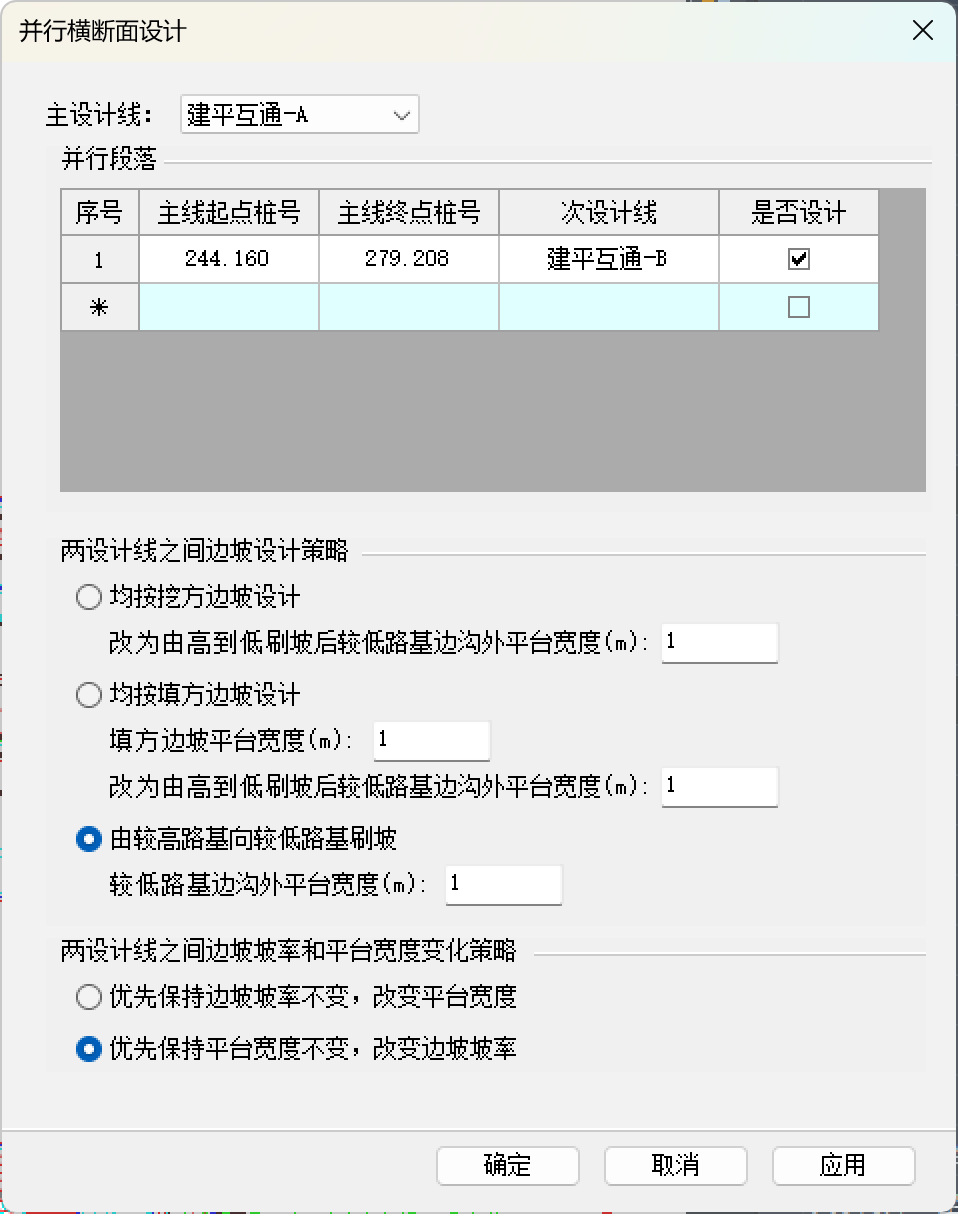 并行横断面设计
主设计线： 建平互通-A
并行段落
序号 主线起点桩号 主线终点桩号 次设计线 是否设计
1 244.160 279.208 建平互通-B
*
两设计线之间边坡设计策略
均按挖方边坡设计
改为由高到低刷坡后较低路基边沟外平台宽度(m): 1
均按填方边坡设计
填方边坡平台宽度(m): 1
改为由高到低刷坡后较低路基边沟外平台宽度(m): 1
由较高路基向较低路基刷坡
较低路基边沟外平台宽度(m): 1
两设计线之间边坡坡率和平台宽度变化策略
优先保持边坡坡率不变，改变平台宽度
优先保持平台宽度不变，改变边坡坡率
确定 取消 应用